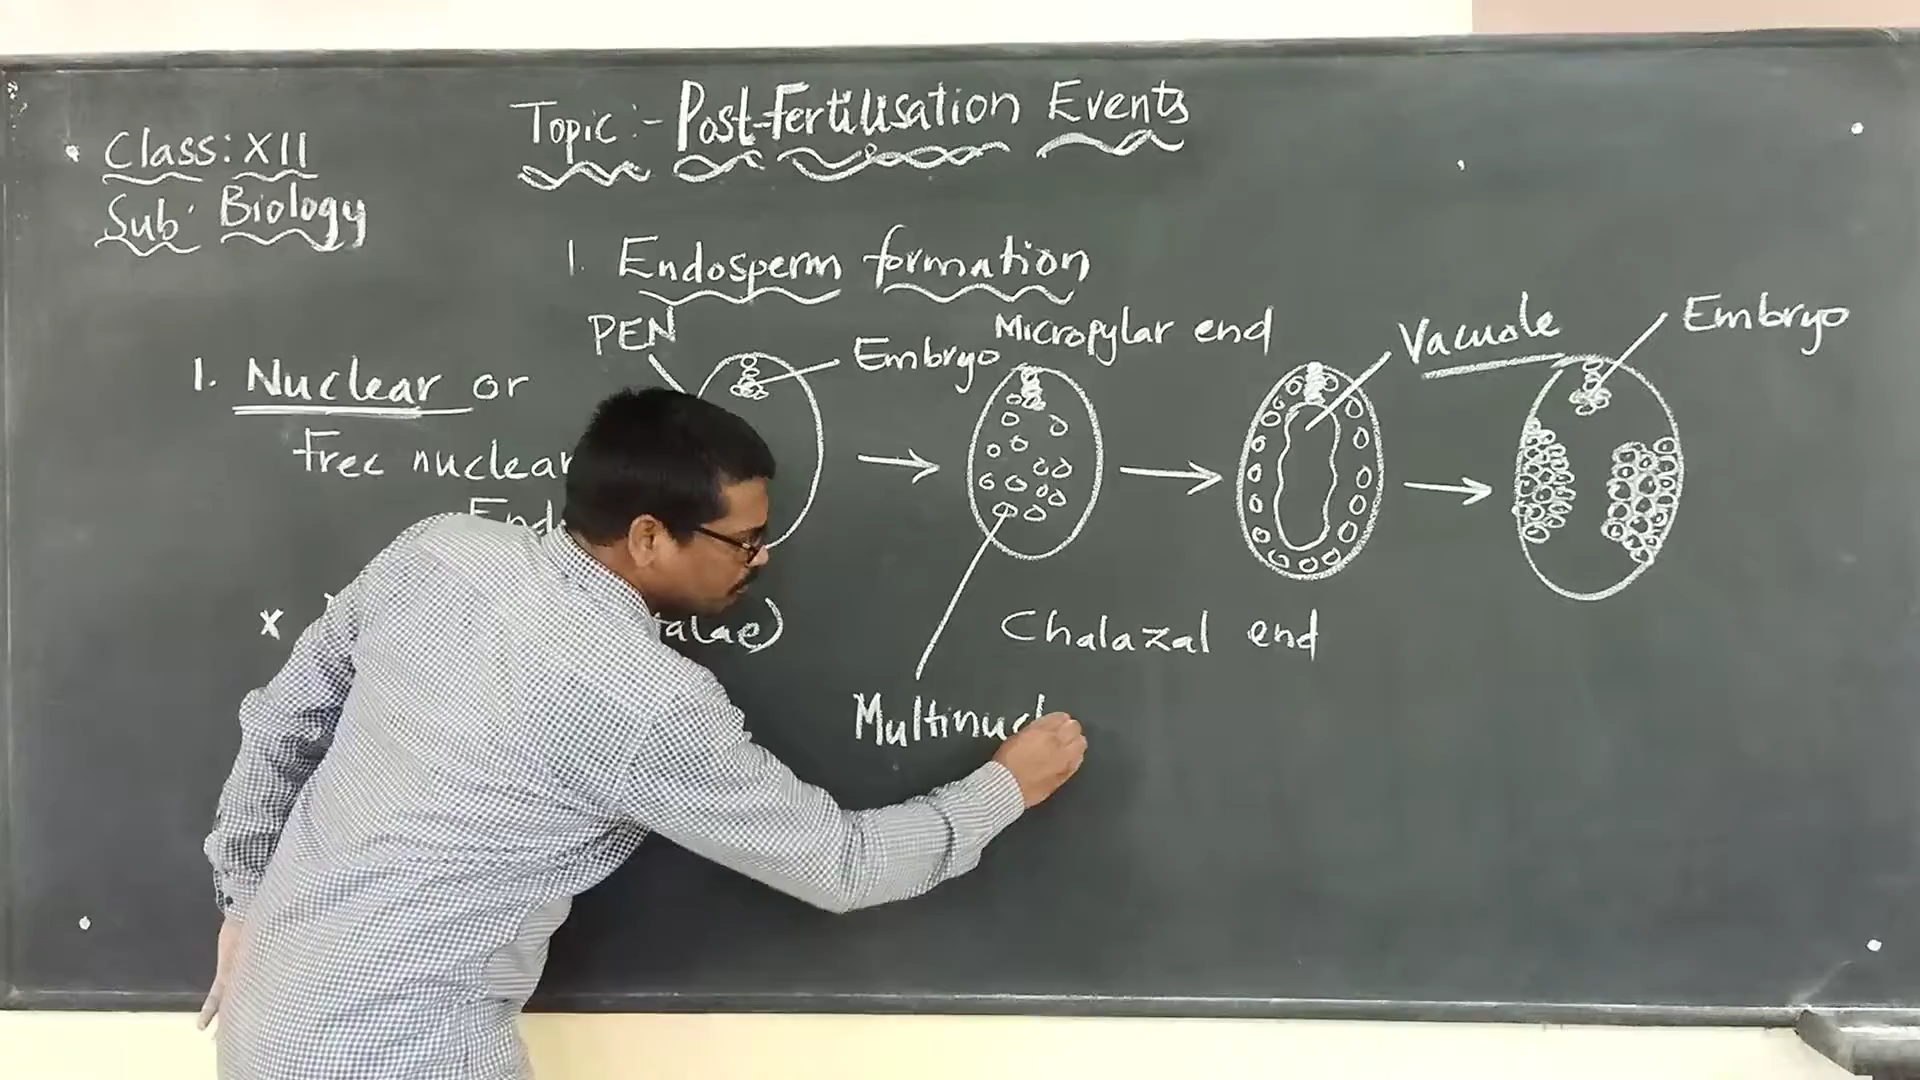 Topic:- Post-Fertilisation Events
Class: XII
Sub: Biology
1. Endosperm formation
PEN
Embryo
Micropylar end
Vacuole
Embryo
1. Nuclear or
Free nuclear
x
Chalazal end